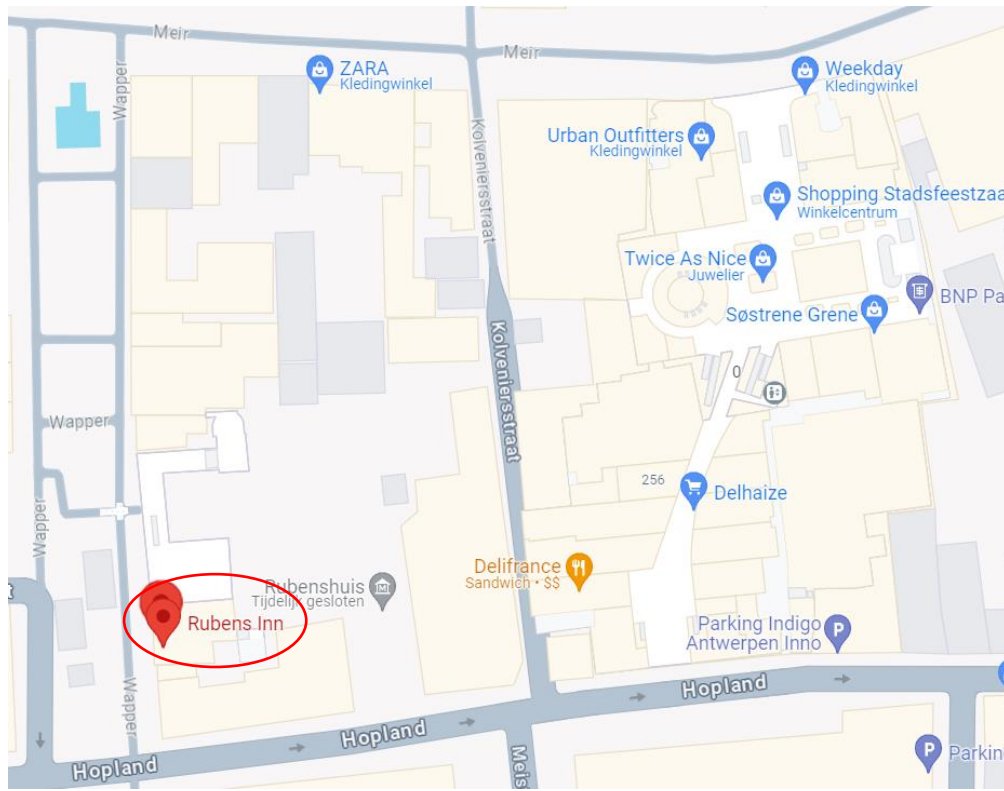 Meir
Meir
Wapper
ZARA
Kledingwinkel
Weekday
Kledingwinkel
Kolveniersstraat
Urban Outfitters
Kledingwinkel
Shopping Stadsfeestzaa
Winkelcentrum
Twice As Nice
Juwelier
BNP Pa
Søstrene Grene
Kolveniersstraat
0
Wapper
256
Delhaize
Wapper
t
Delifrance
Sandwich • $$
Rubenshuis
Tijdelijk gesloten
Rubens Inn
Parking Indigo
Antwerpen Inno
P
Wapper
Hopland
Hopland
Hopland
Meis
P
Parkin